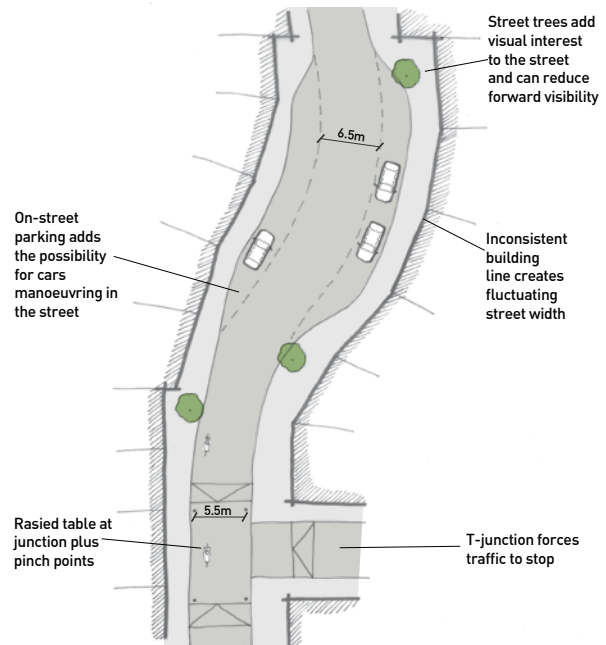 Street trees add
visual interest
to the street
and can reduce
forward visibility
6.5m
On-street
parking adds
the possibility
for cars
manoeuvring in
the street
Inconsistent
building
line creates
fluctuating
street width
5.5m
Rasied table at
junction plus
pinch points
T-junction forces
traffic to stop